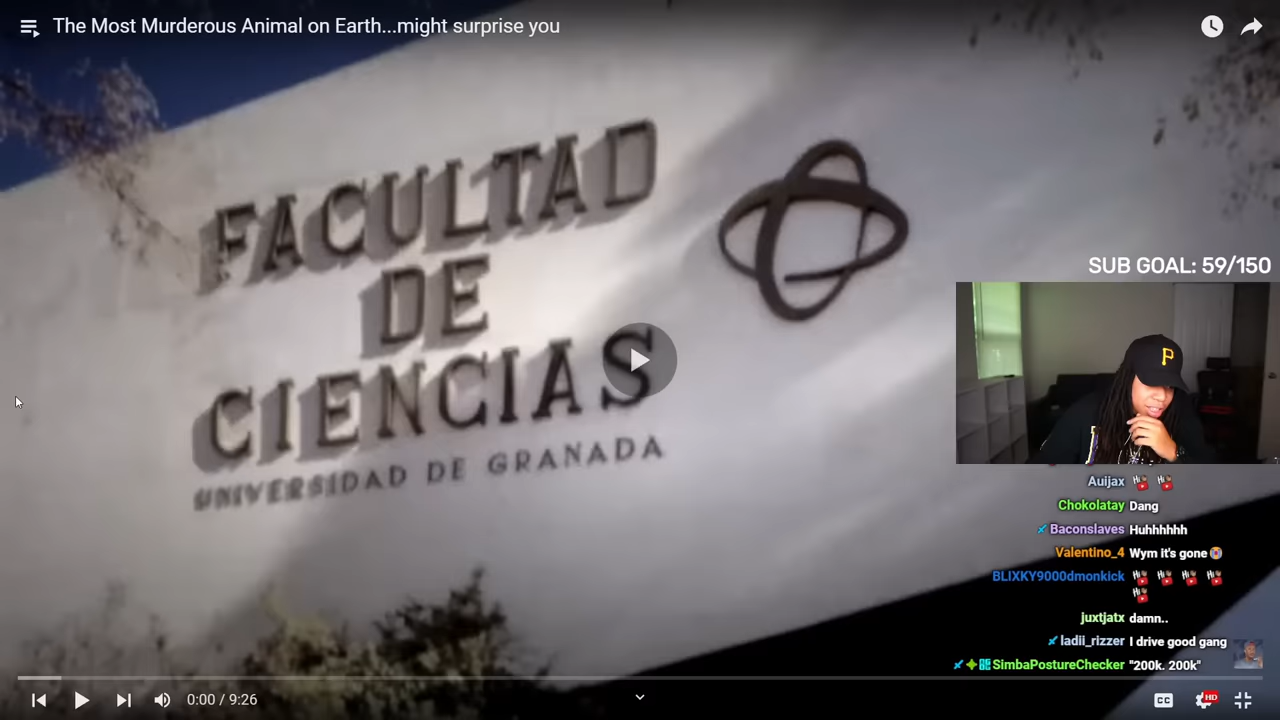 The Most Murderous Animal on Earth...might surprise you
FACULTAD
DE
CIENCIAS
UNIVERSIDAD DE GRANADA
SUB GOAL: 59/150
P
Auijax
Chokolatay Dang
Baconslaves Huhhhhhh
Valentino_4 Wym it's gone
BLIXKY9000dmonkick
juxtjatx damn..
ladii_rizzer I drive good gang
SimbaPostureChecker "200k. 200k"
0:00 / 9:26
CC
HD